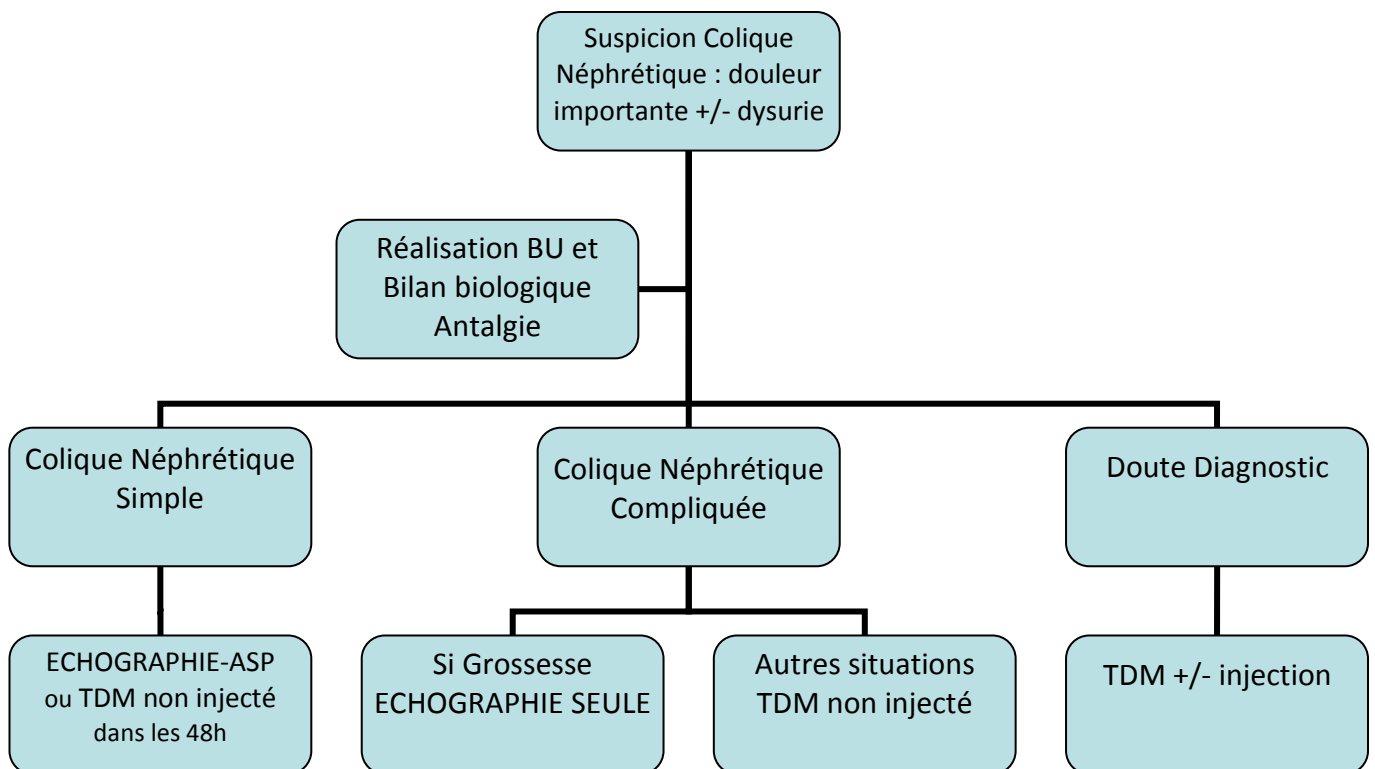 Suspicion Colique
Néphrétique : douleur
importante +/- dysurie
Réalisation BU et
Bilan biologique
Antalgie
Colique Néphrétique
Simple
Colique Néphrétique
Compliquée
Doute Diagnostic
ECHOGRAPHIE-ASP
ou TDM non injecté
dans les 48h
Si Grossesse
ECHOGRAPHIE SEULE
Autres situations
TDM non injecté
TDM +/- injection